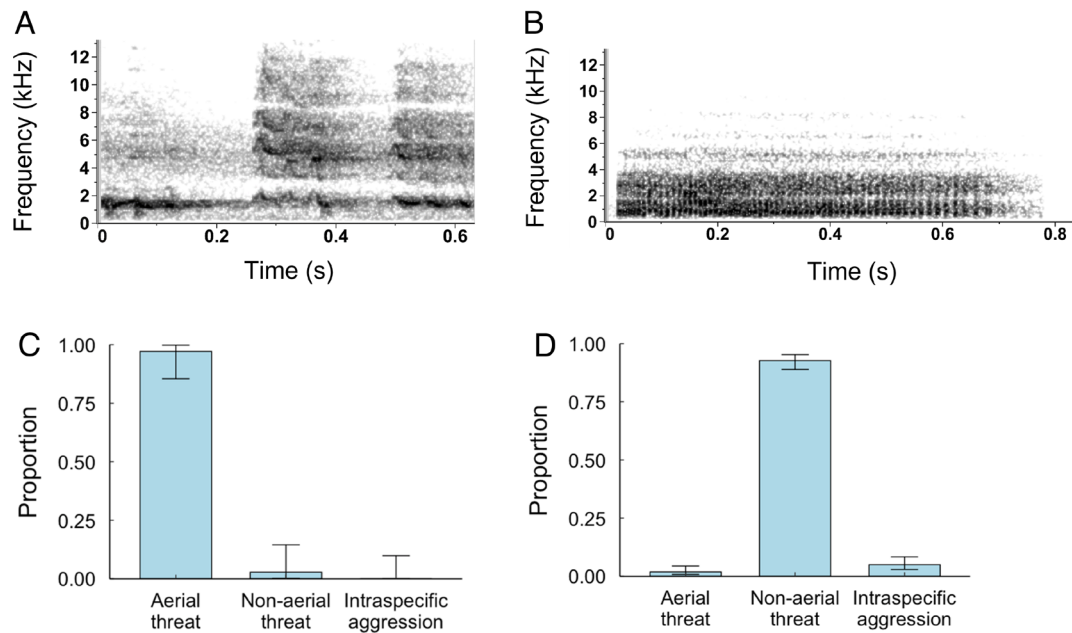 A
Frequency (kHz)
12
10
8
6
4
2
0
0 0.2 0.4 0.6
Time (s)
B
Frequency (kHz)
12
10
8
6
4
2
0
0 0.2 0.4 0.6 0.8
Time (s)
C
Proportion
1.00
0.75
0.50
0.25
0.00
Aerial Non-aerial Intraspecific
threat threat aggression
D
Proportion
1.00
0.75
0.50
0.25
0.00
Aerial Non-aerial Intraspecific
threat threat aggression